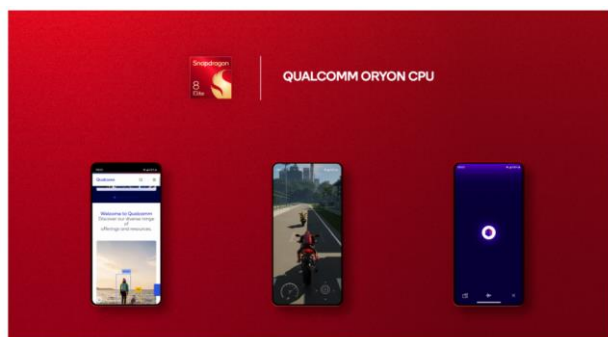 Snapdragon
8
Elite
QUALCOMM ORYON CPU
Qualcomm
Welcome to Qualcomm
Discover our diverse range
of
offerings and resources